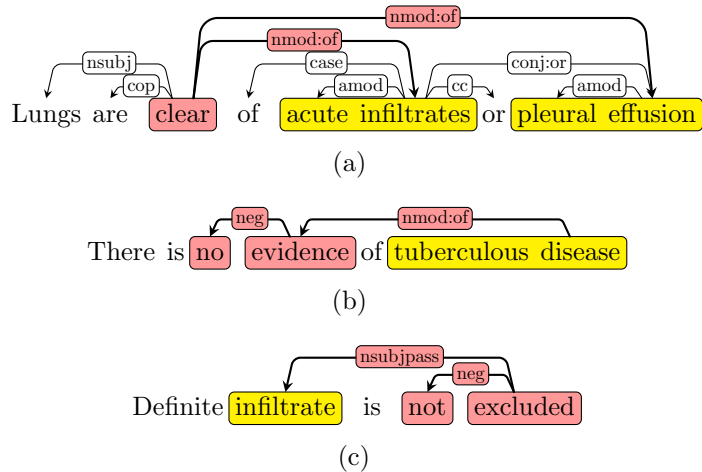 nmod:of
nmod:of
nsubj case conj:or
cop amod cc amod
Lungs are clear of acute infiltrates or pleural effusion
(a)
neg nmod:of
There is no evidence of tuberculous disease
(b)
nsubjpass
neg
Definite infiltrate is not excluded
(c)